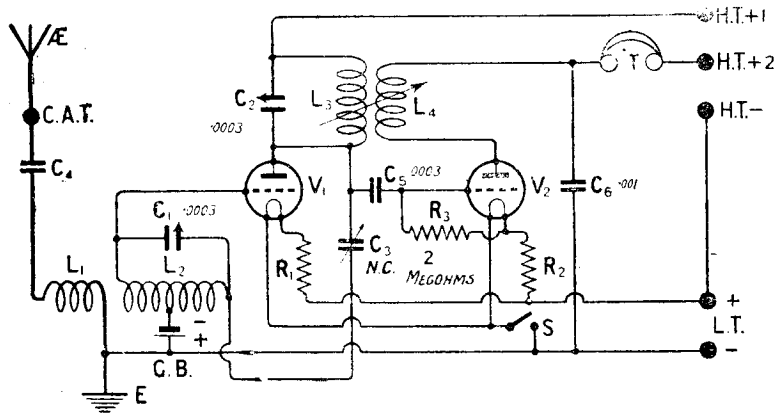 Æ
C.A.T.
C4
L1
E
C1 .0003
L2
G.B.
- +
C2
.0003
L3
L4
V1
R1
C5 .0003
C3
N.C.
R3
2
MEGOHMS
V2
R2
S
C6 .001
T
H.T.+1
H.T.+2
H.T.-
+
L.T.
-